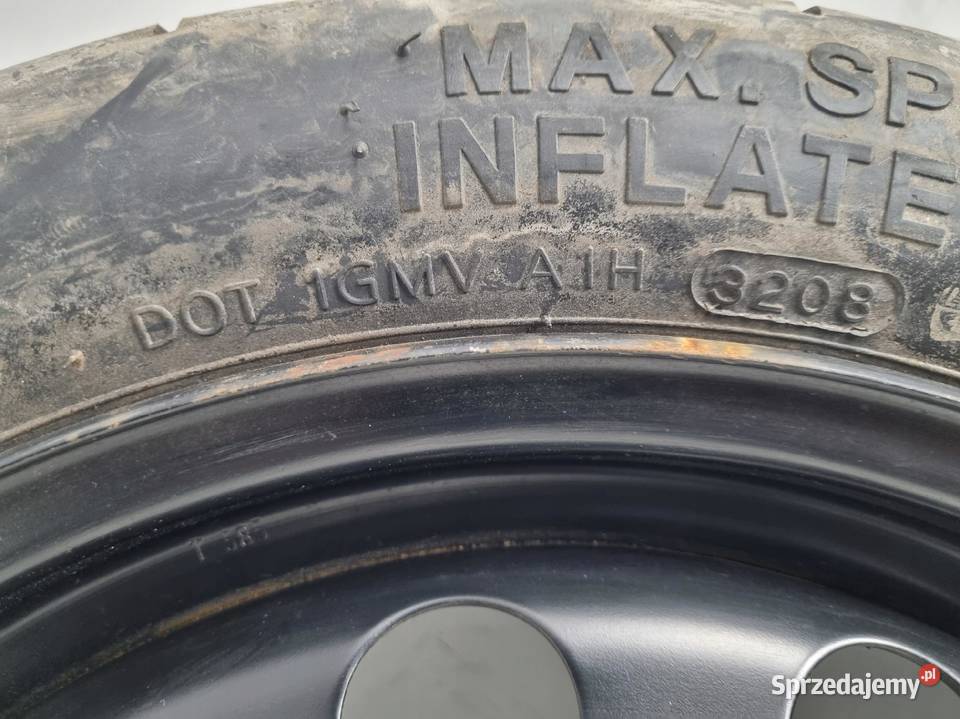 MAX. SP
INFLATE
DOT 1GMV A1H 3208
Sprzedajemy.pl